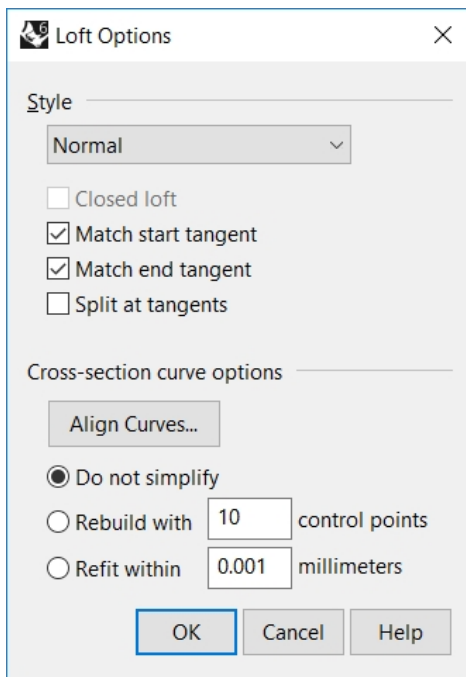 6 Loft Options
Style
Normal
Closed loft
Match start tangent
Match end tangent
Split at tangents
Cross-section curve options
Align Curves...
Do not simplify
Rebuild with 10 control points
Refit within 0.001 millimeters
OK Cancel Help